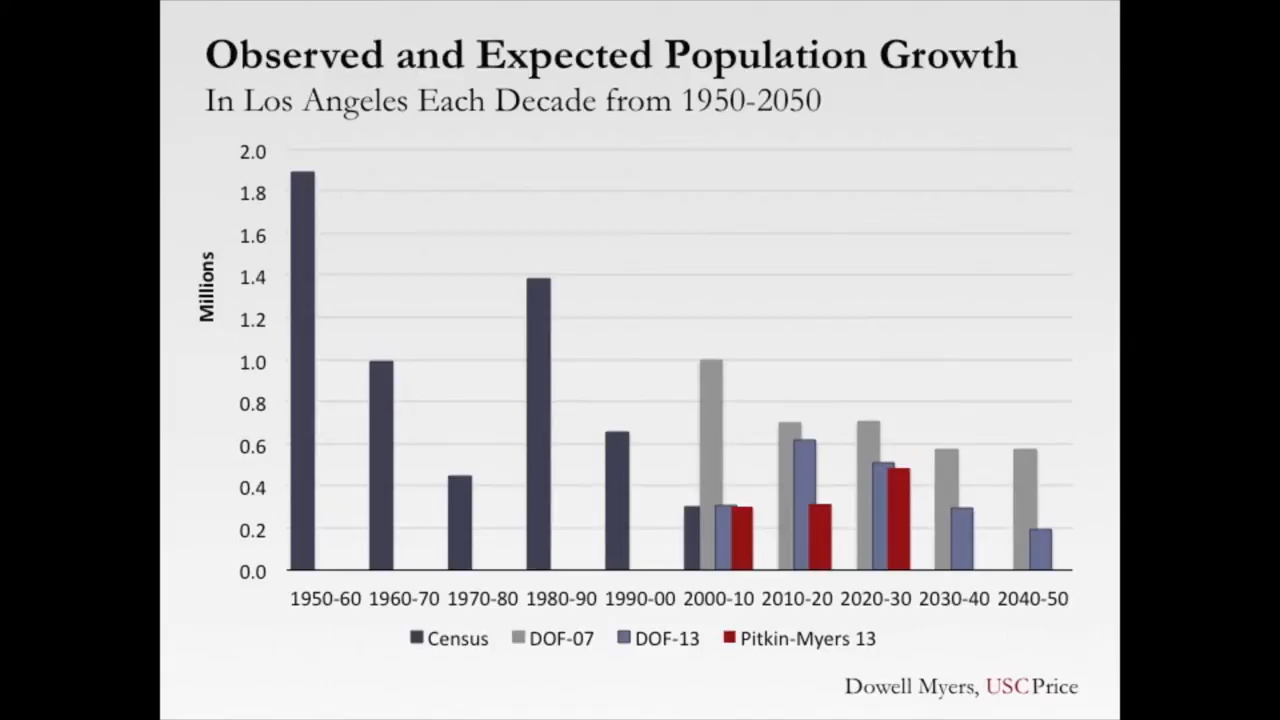 Observed and Expected Population Growth
In Los Angeles Each Decade from 1950-2050
Millions
2.0
1.8
1.6
1.4
1.2
1.0
0.8
0.6
0.4
0.2
0.0
1950-60 1960-70 1970-80 1980-90 1990-00 2000-10 2010-20 2020-30 2030-40 2040-50
Census DOF-07 DOF-13 Pitkin-Myers 13
Dowell Myers, USC Price